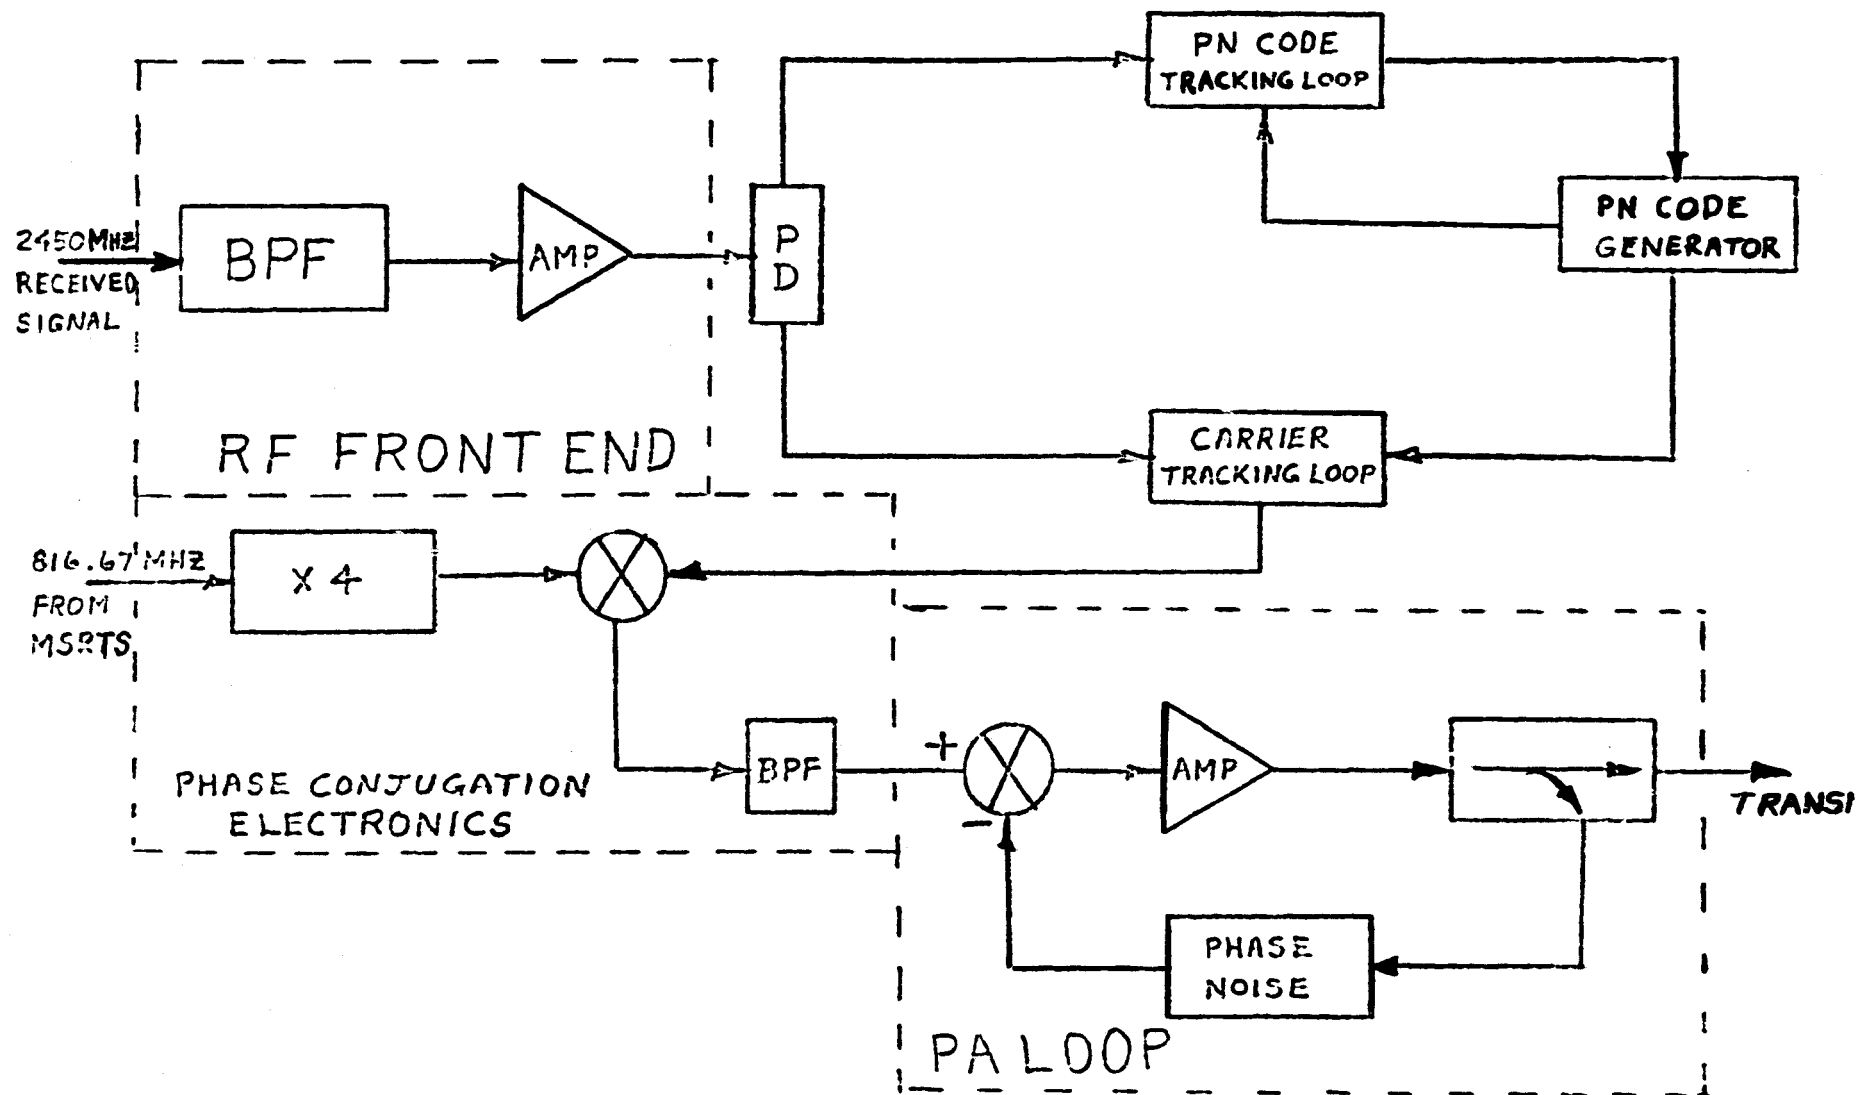 PN CODE
TRACKING LOOP
PN CODE
GENERATOR
2450MHZ
RECEIVED
SIGNAL
BPF
AMP
P
D
RF FRONT END
CARRIER
TRACKING LOOP
816.67 MHZ
FROM
MSRTS
X 4
PHASE CONJUGATION
ELECTRONICS
BPF
+
-
AMP
TRANSI
PHASE
NOISE
PA LOOP